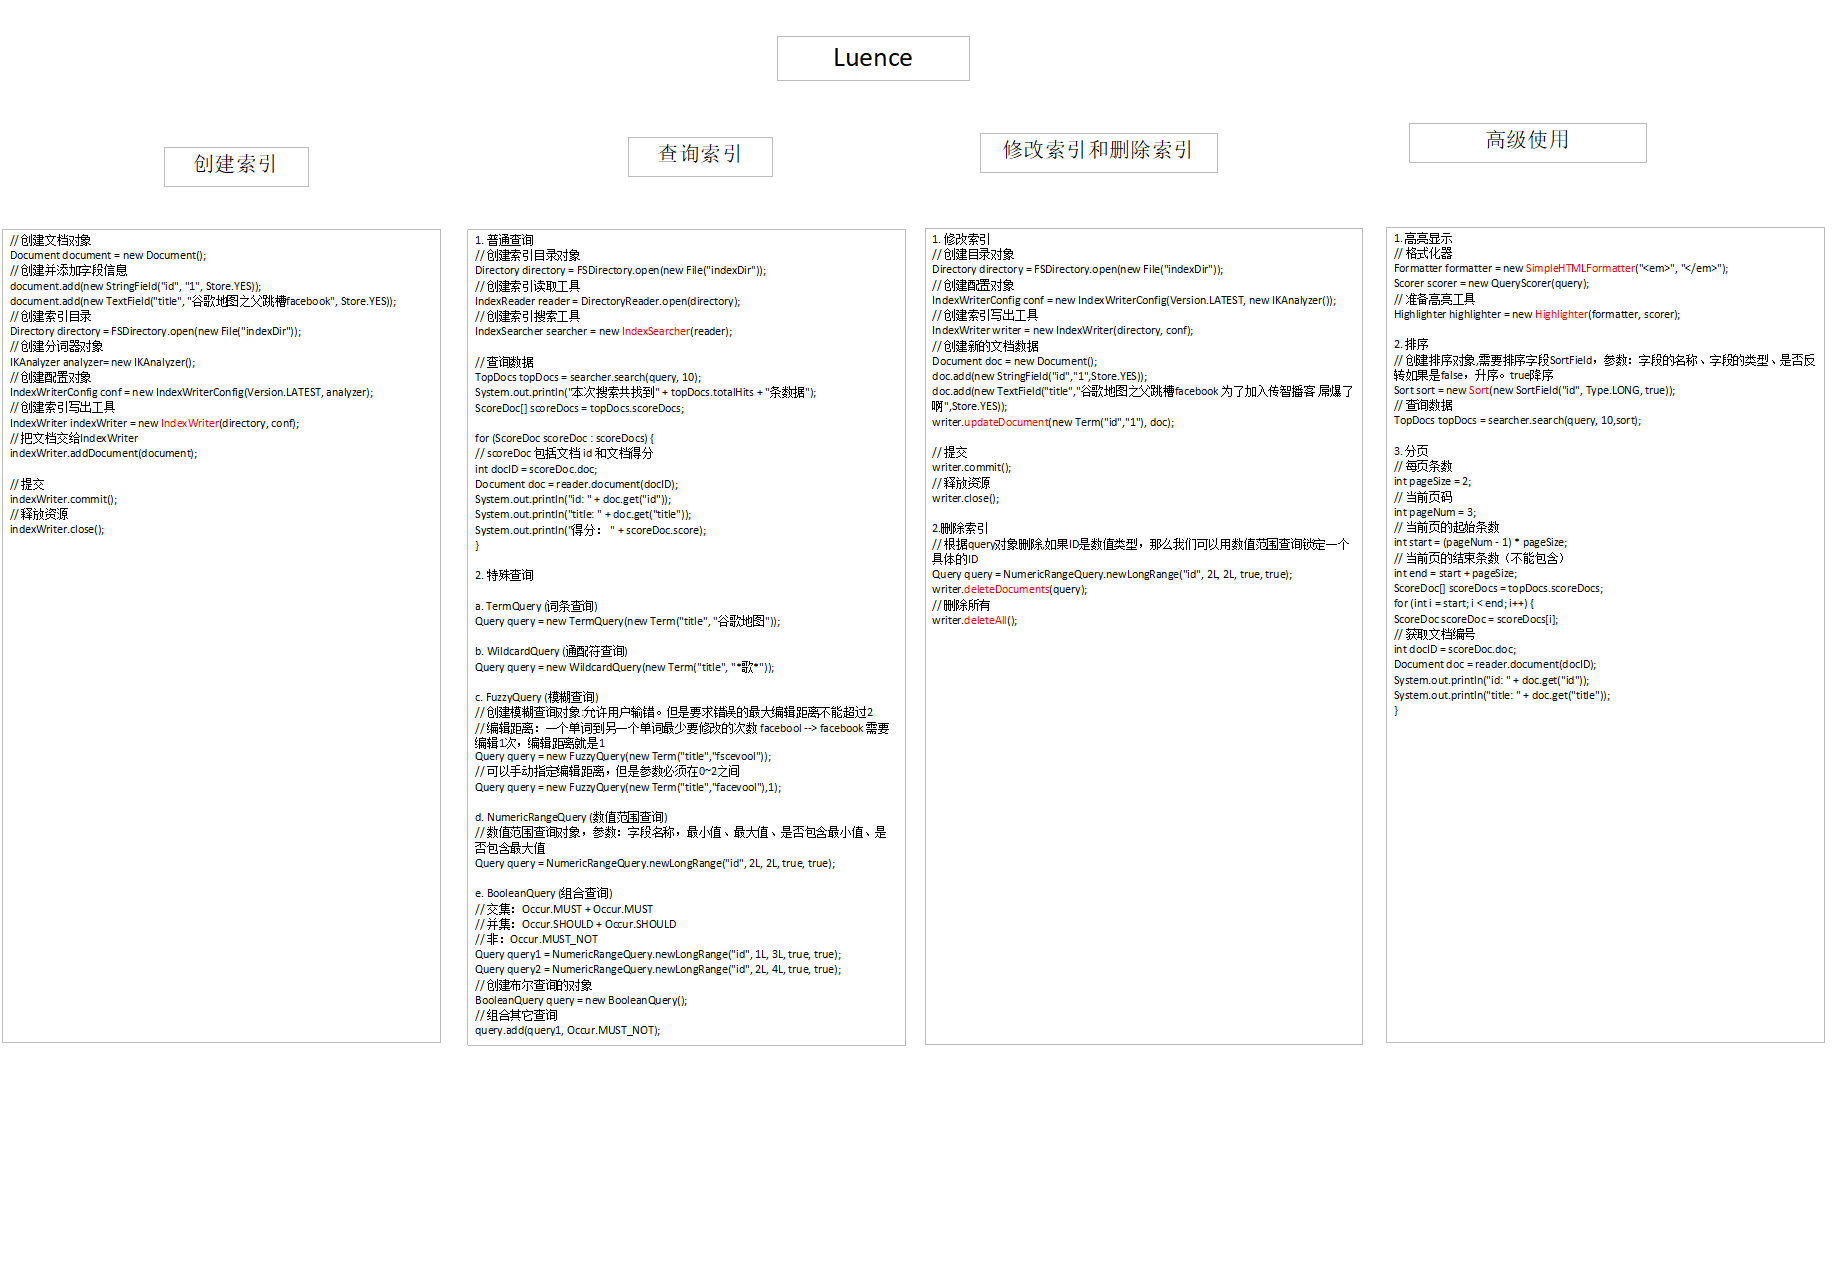 Luence
创建索引
// 创建文档对象
Document document = new Document();
// 创建并添加字段信息
document.add(new StringField("id", "1", Store.YES));
document.add(new TextField("title", "谷歌地图之父跳槽facebook", Store.YES));
// 创建索引目录
Directory directory = FSDirectory.open(new File("indexDir"));
// 创建分词器对象
IKAnalyzer analyzer= new IKAnalyzer();
// 创建配置对象
IndexWriterConfig conf = new IndexWriterConfig(Version.LATEST, analyzer);
// 创建索引写出工具
IndexWriter indexWriter = new IndexWriter(directory, conf);
// 把文档交给IndexWriter
indexWriter.addDocument(document);
// 提交
indexWriter.commit();
// 释放资源
indexWriter.close();
查询索引
1. 普通查询
// 创建索引目录对象
Directory directory = FSDirectory.open(new File("indexDir"));
// 创建索引读取工具
IndexReader reader = DirectoryReader.open(directory);
// 创建索引搜索工具
IndexSearcher searcher = new IndexSearcher(reader);
// 查询数据
TopDocs topDocs = searcher.search(query, 10);
System.out.println("本次搜索共找到" + topDocs.totalHits + "条数据");
ScoreDoc[] scoreDocs = topDocs.scoreDocs;
for (ScoreDoc scoreDoc : scoreDocs) {
// scoreDoc 包括文档 id 和文档得分
int docID = scoreDoc.doc;
Document doc = reader.document(docID);
System.out.println("id: " + doc.get("id"));
System.out.println("title: " + doc.get("title"));
System.out.println("得分： " + scoreDoc.score);
}
2. 特殊查询
a. TermQuery (词条查询)
Query query = new TermQuery(new Term("title", "谷歌地图"));
b. WildcardQuery (通配符查询)
Query query = new WildcardQuery(new Term("title", "*歌*"));
c. FuzzyQuery (模糊查询)
// 创建模糊查询对象:允许用户输错。但是要求错误的最大编辑距离不能超过2
// 编辑距离：一个单词到另一个单词最少要修改的次数 facebool --> facebook 需要
编辑1次，编辑距离就是1
Query query = new FuzzyQuery(new Term("title","fscevool"));
// 可以手动指定编辑距离，但是参数必须在0~2之间
Query query = new FuzzyQuery(new Term("title","facevool"),1);
d. NumericRangeQuery (数值范围查询)
// 数值范围查询对象，参数：字段名称，最小值、最大值、是否包含最小值、是
否包含最大值
Query query = NumericRangeQuery.newLongRange("id", 2L, 2L, true, true);
e. BooleanQuery (组合查询)
// 交集：Occur.MUST + Occur.MUST
// 并集：Occur.SHOULD + Occur.SHOULD
// 非：Occur.MUST_NOT
Query query1 = NumericRangeQuery.newLongRange("id", 1L, 3L, true, true);
Query query2 = NumericRangeQuery.newLongRange("id", 2L, 4L, true, true);
// 创建布尔查询的对象
BooleanQuery query = new BooleanQuery();
// 组合其它查询
query.add(query1, Occur.MUST_NOT);
修改索引和删除索引
1. 修改索引
// 创建目录对象
Directory directory = FSDirectory.open(new File("indexDir"));
// 创建配置对象
IndexWriterConfig conf = new IndexWriterConfig(Version.LATEST, new IKAnalyzer());
// 创建索引写出工具
IndexWriter writer = new IndexWriter(directory, conf);
// 创建新的文档数据
Document doc = new Document();
doc.add(new StringField("id","1",Store.YES));
doc.add(new TextField("title","谷歌地图之父跳槽facebook 为了加入传智播客 屌爆了
啊",Store.YES));
writer.updateDocument(new Term("id","1"), doc);
// 提交
writer.commit();
// 释放资源
writer.close();
2.删除索引
// 根据query对象删除,如果ID是数值类型，那么我们可以用数值范围查询锁定一个
具体的ID
Query query = NumericRangeQuery.newLongRange("id", 2L, 2L, true, true);
writer.deleteDocuments(query);
// 删除所有
writer.deleteAll();
高级使用
1. 高亮显示
// 格式化器
Formatter formatter = new SimpleHTMLFormatter("<em>", "</em>");
Scorer scorer = new QueryScorer(query);
// 准备高亮工具
Highlighter highlighter = new Highlighter(formatter, scorer);
2. 排序
// 创建排序对象,需要排序字段SortField，参数：字段的名称、字段的类型、是否反
转如果是false，升序。true降序
Sort sort = new Sort(new SortField("id", Type.LONG, true));
// 查询数据
TopDocs topDocs = searcher.search(query, 10,sort);
3. 分页
// 每页条数
int pageSize = 2;
// 当前页码
int pageNum = 3;
// 当前页的起始条数
int start = (pageNum - 1) * pageSize;
// 当前页的结束条数（不能包含）
int end = start + pageSize;
ScoreDoc[] scoreDocs = topDocs.scoreDocs;
for (int i = start; i < end; i++) {
ScoreDoc scoreDoc = scoreDocs[i];
// 获取文档编号
int docID = scoreDoc.doc;
Document doc = reader.document(docID);
System.out.println("id: " + doc.get("id"));
System.out.println("title: " + doc.get("title"));
}